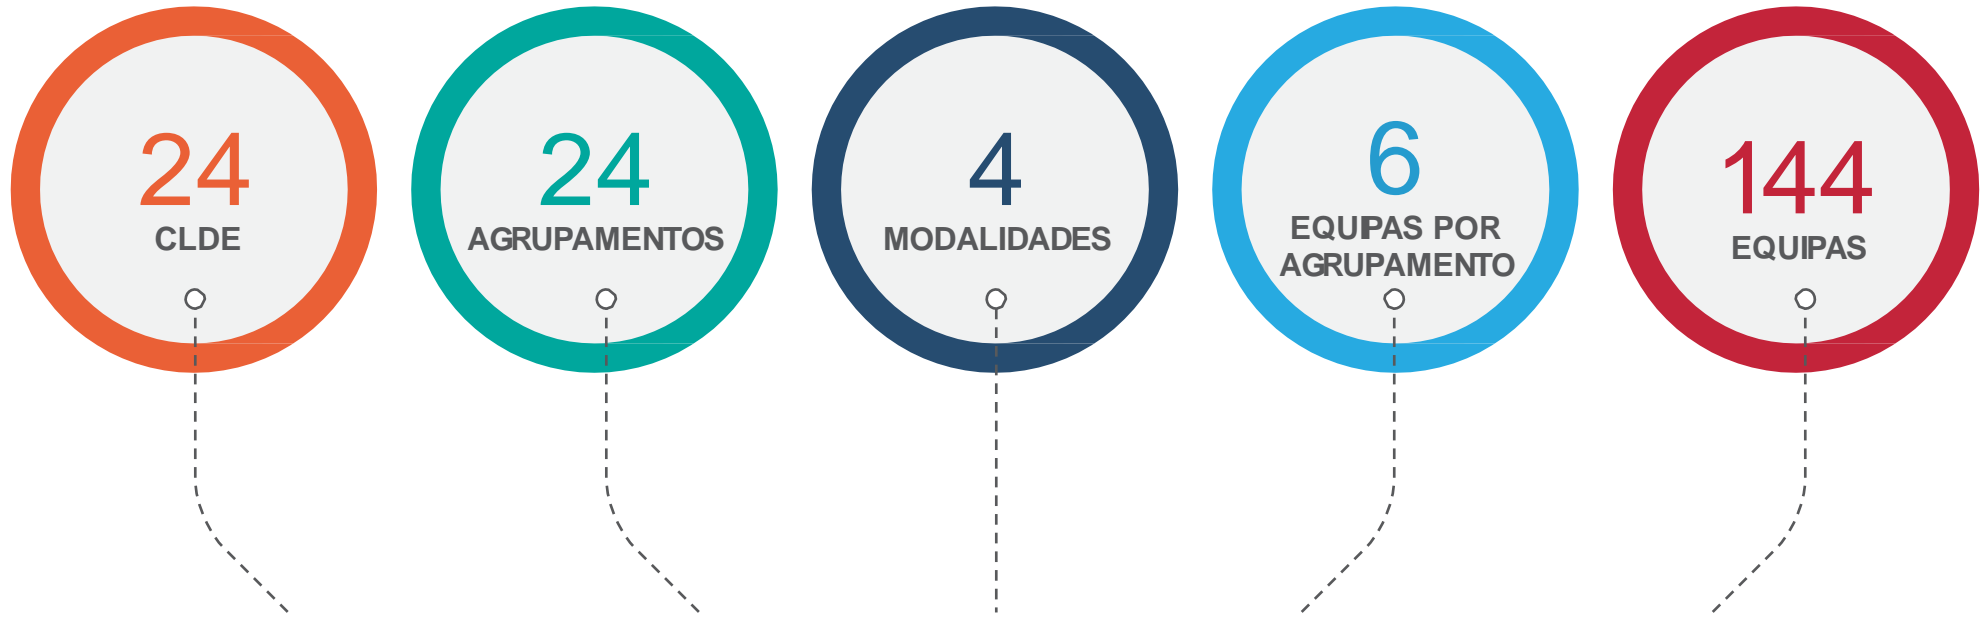 24
CLDE
24
AGRUPAMENTOS
4
MODALIDADES
6
EQUIPAS POR
AGRUPAMENTO
144
EQUIPAS